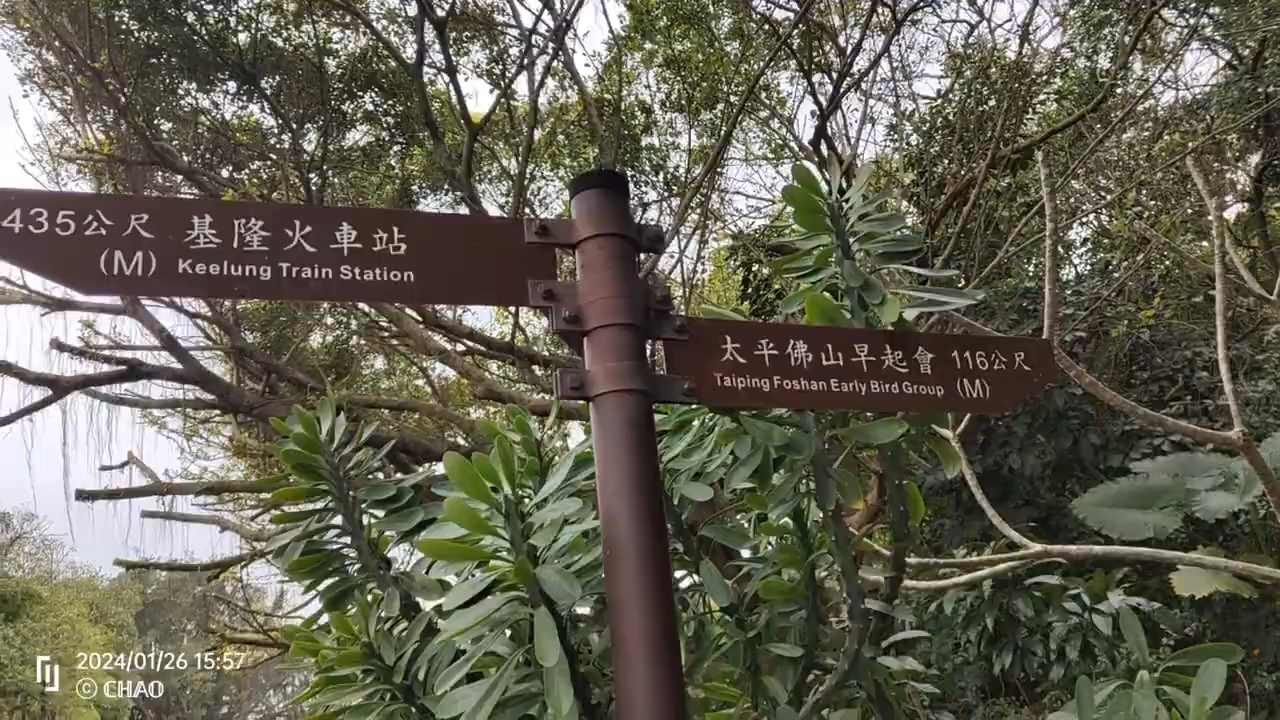 435公尺 基隆火車站
(M) Keelung Train Station
太平佛山早起會 116公尺
Taiping Foshan Early Bird Group (M)
2024/01/26 15:57
© CHAO